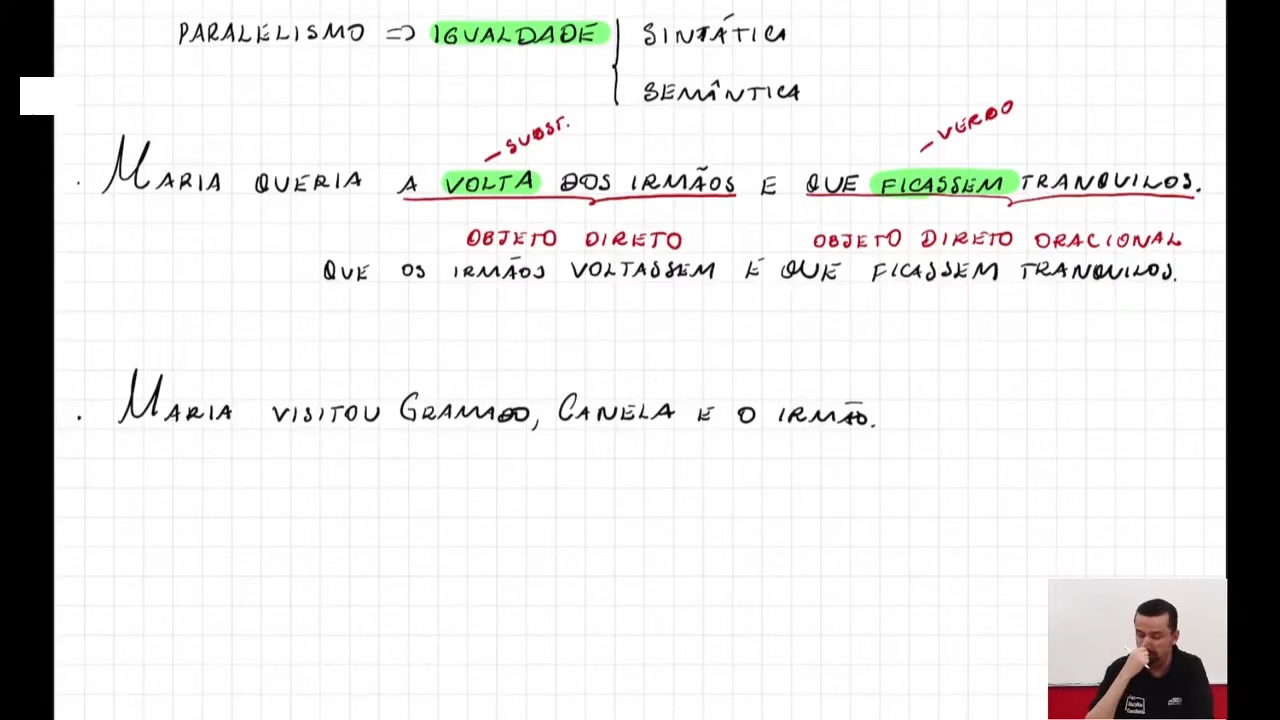 PARALELISMO => IGUALDADE SINTÁTICA
SEMÂNTICA
SUBST. VERBO
. MARIA QUERIA A VOLTA DOS IRMÃOS E QUE FICASSEM TRANQUILOS.
OBJETO DIRETO OBJETO DIRETO ORACIONAL
QUE OS IRMÃOS VOLTASSEM E QUE FICASSEM TRANQUILOS.
. MARIA VISITOU GRAMADO, CANELA E O IRMÃO.